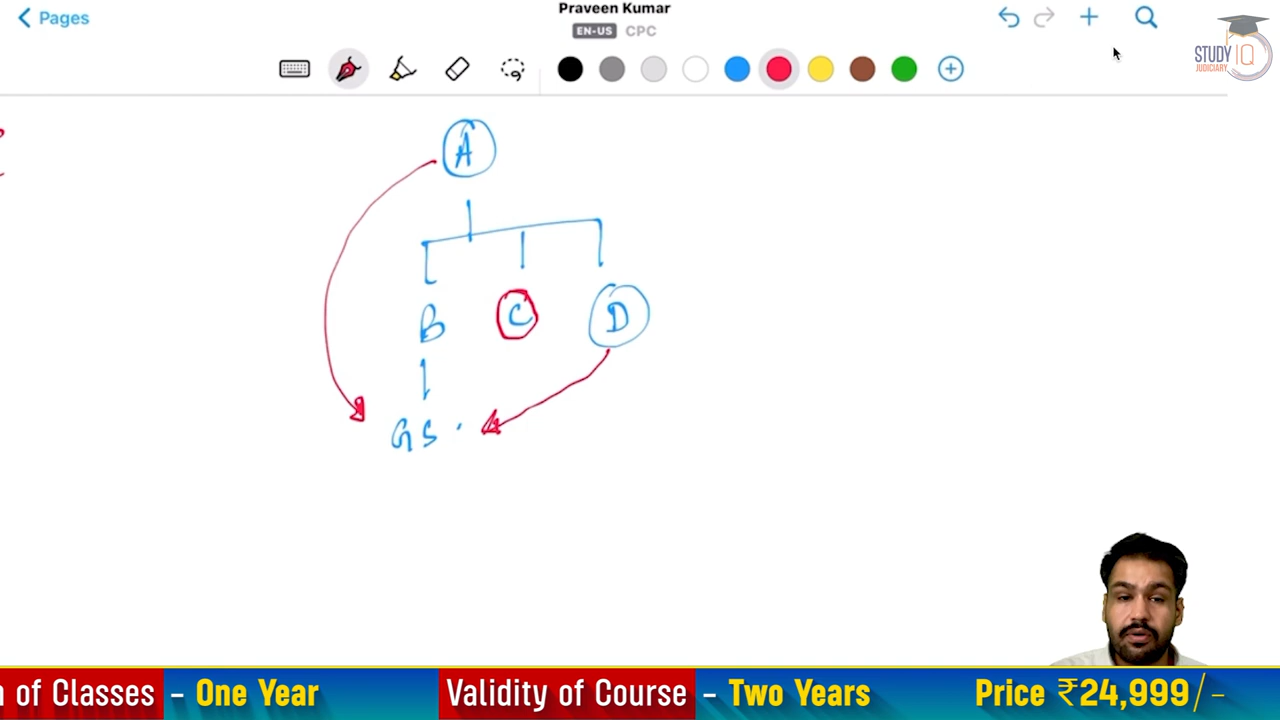 Pages
Praveen Kumar
EN-US CPC
STUDY IQ
JUDICIARY
A
B C D
GS
of Classes - One Year Validity of Course - Two Years Price ₹24,999/-